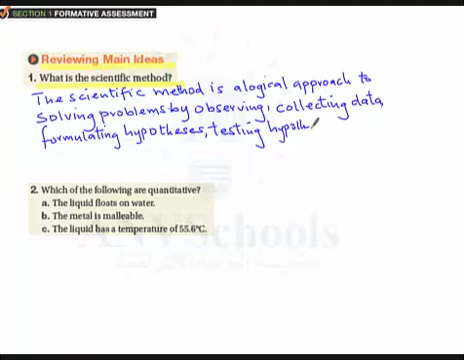 SECTION 1 FORMATIVE ASSESSMENT
Reviewing Main Ideas
1. What is the scientific method?
The scientific method is a logical approach to
solving problems by observing, collecting data,
formulating hypotheses, testing hypoth
2. Which of the following are quantitative?
a. The liquid floats on water.
b. The metal is malleable.
c. The liquid has a temperature of 55.6°C.
Schools